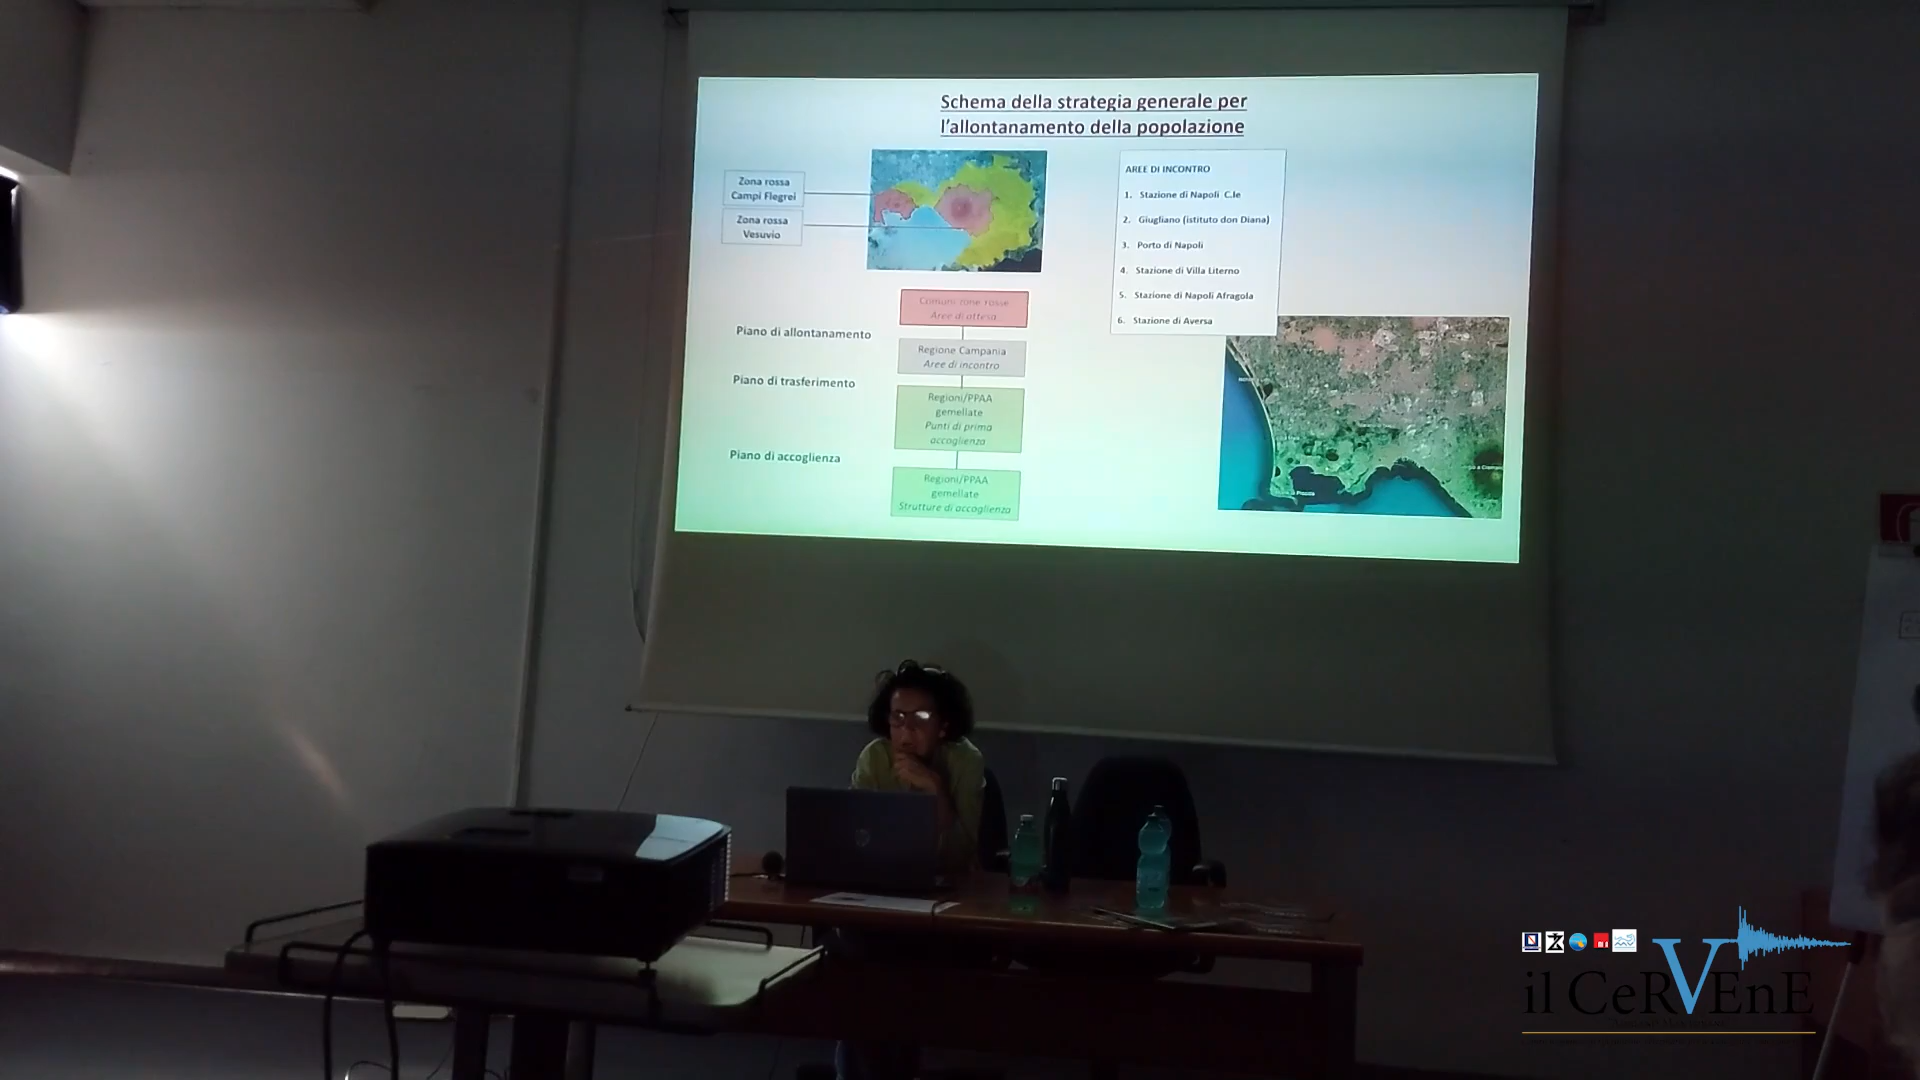 Schema della strategia generale per
l'allontanamento della popolazione
Zona rossa
Campi Flegrei
Zona rossa
Vesuvio
Piano di allontanamento
Piano di trasferimento
Piano di accoglienza
Comuni zone rosse
Aree di attesa
Regione Campania
Aree di incontro
Regioni/PPAA
gemellate
Punti di prima
accoglienza
Regioni/PPAA
gemellate
Strutture di accoglienza
AREE DI INCONTRO
1. Stazione di Napoli C.le
2. Giugliano (istituto don Diana)
3. Porto di Napoli
4. Stazione di Villa Literno
5. Stazione di Napoli Afragola
6. Stazione di Aversa
il CeRVEnE